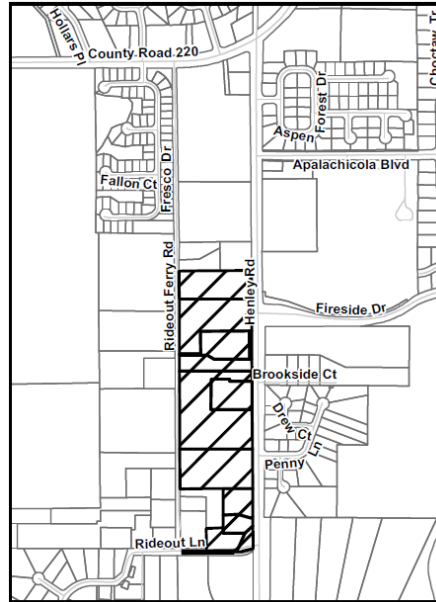 Hollars Pl
County Road 220
Choctaw Tr
Forest Dr
Aspen
Apalachicola Blvd
Fallon Ct
Fresco Dr
Rideout Ferry Rd
Henley Rd
Fireside Dr
Brookside Ct
Drew Ct
Penny Ln
Rideout Ln